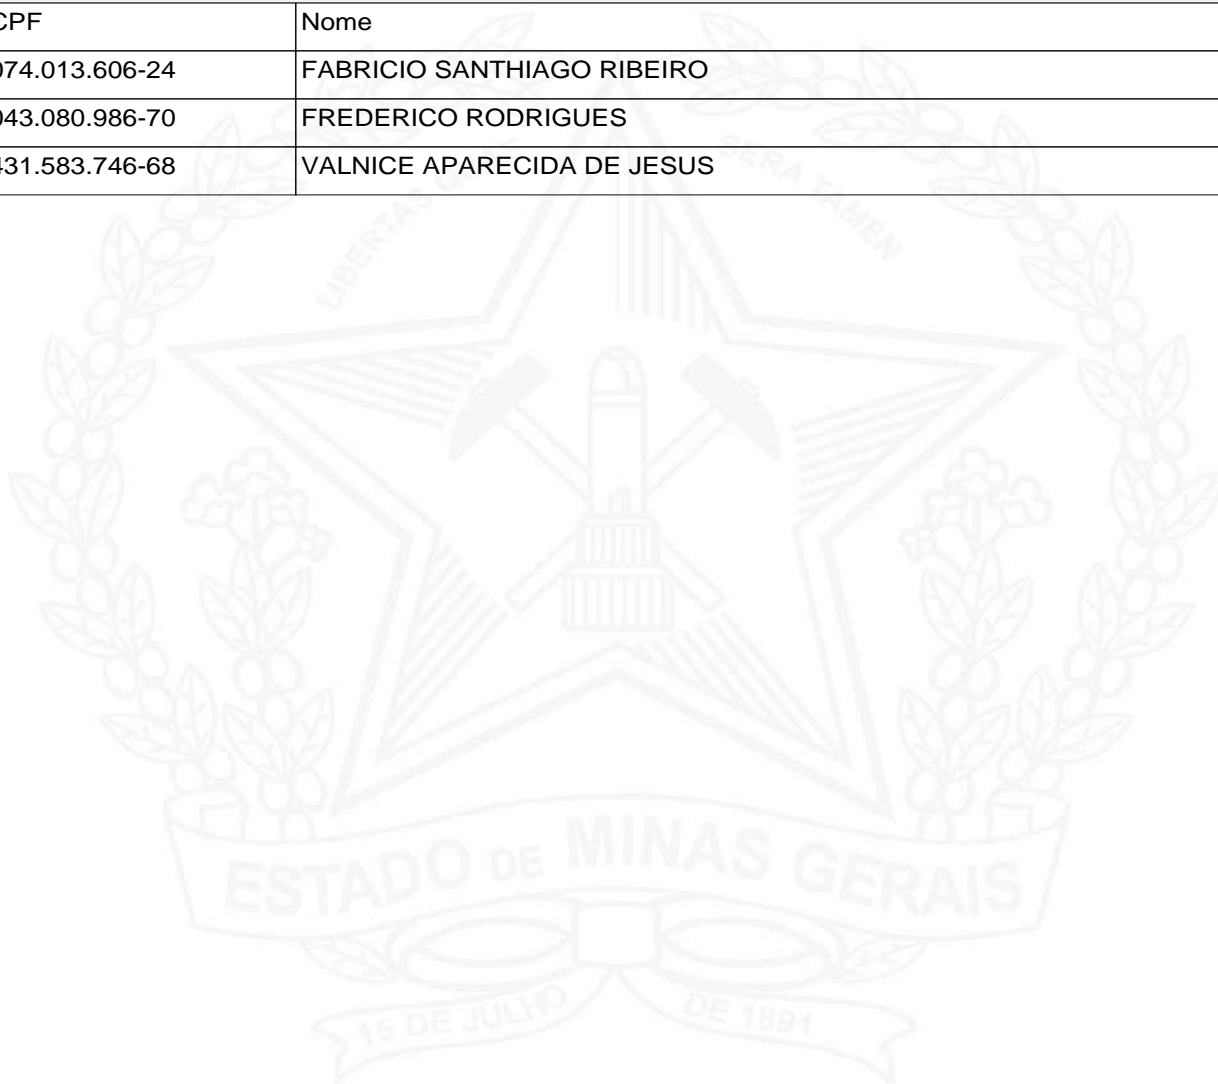 CPF Nome
074.013.606-24 FABRICIO SANTHIAGO RIBEIRO
043.080.986-70 FREDERICO RODRIGUES
431.583.746-68 VALNICE APARECIDA DE JESUS
LIBERTAS QUAE SERA TAMEN
ESTADO DE MINAS GERAIS
15 DE JULHO DE 1891